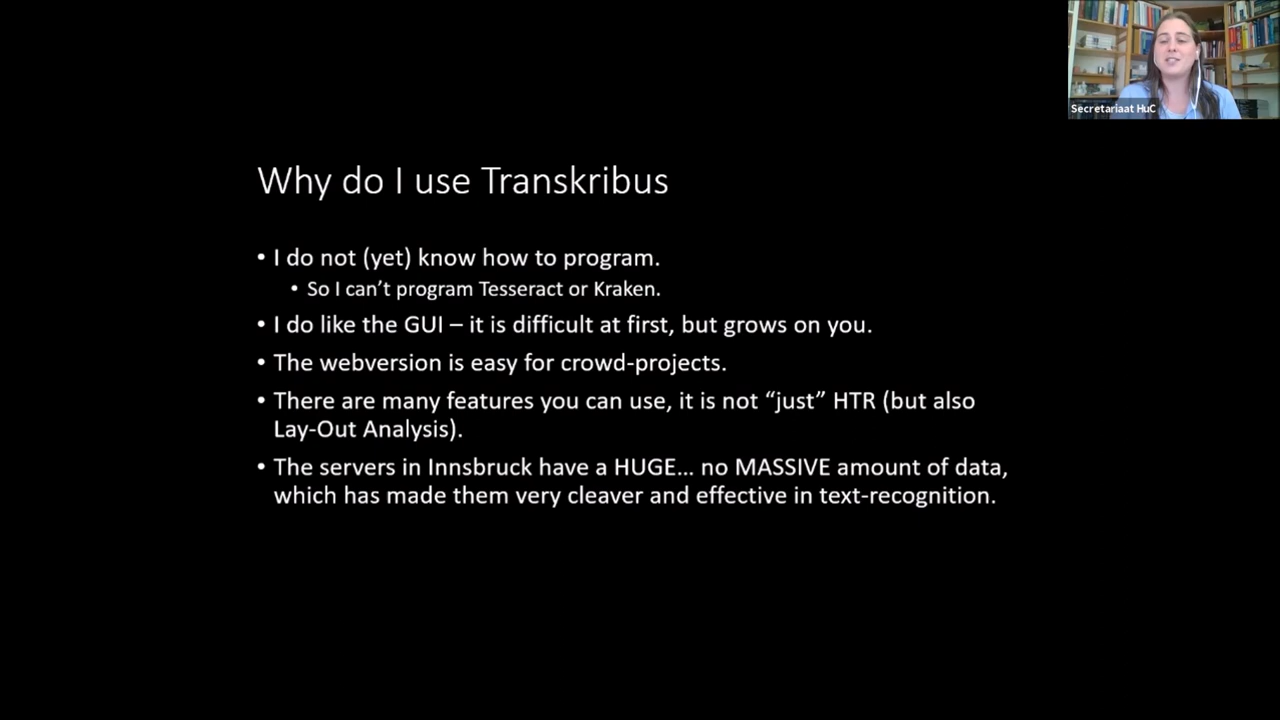 Secretariaat HuC
Why do I use Transkribus
• I do not (yet) know how to program.
• So I can’t program Tesseract or Kraken.
• I do like the GUI – it is difficult at first, but grows on you.
• The webversion is easy for crowd-projects.
• There are many features you can use, it is not “just” HTR (but also
Lay-Out Analysis).
• The servers in Innsbruck have a HUGE… no MASSIVE amount of data,
which has made them very cleaver and effective in text-recognition.